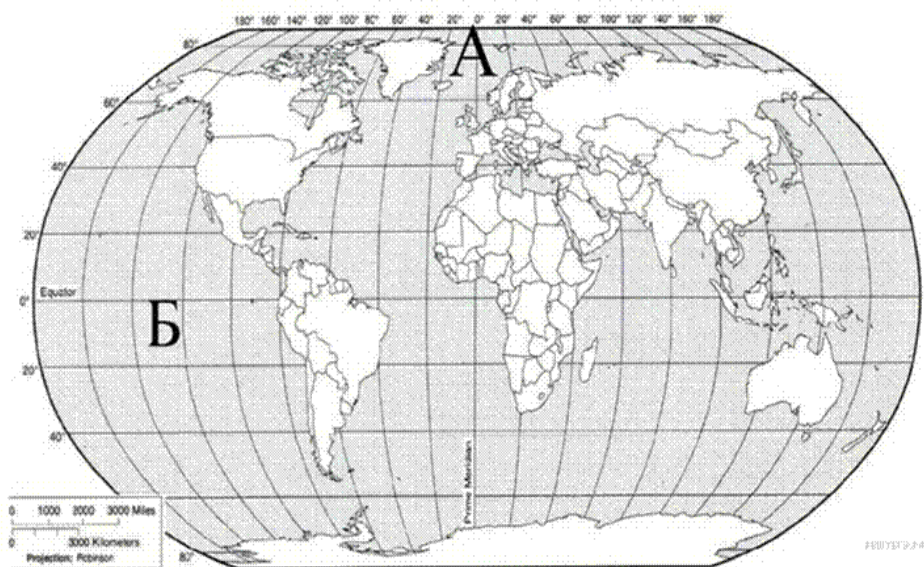 180° 160° 140° 120° 100° 80° 60° 40° 20° 0° 20° 40° 60° 80° 100° 120° 140° 160° 180°
А
80°
60°
40°
20°
Equator
0°
Б
20°
40°
Prime Meridian
0 1000 2000 3000 Miles
0 3000 Kilometers
Projection: Robinson
80°